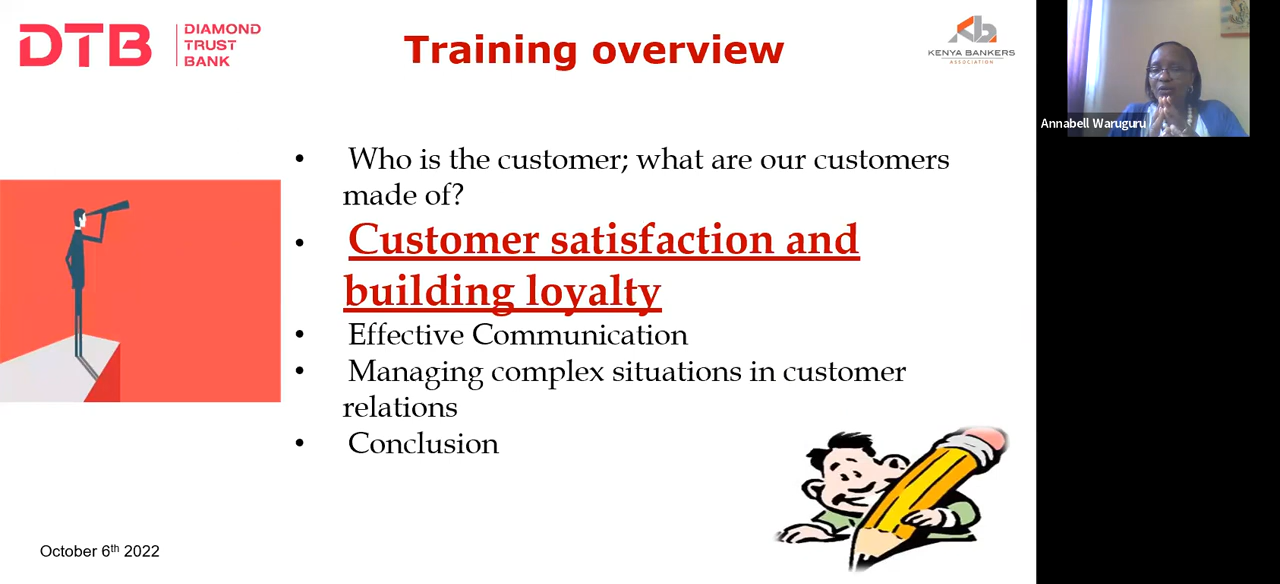 DTB
DIAMOND
TRUST
BANK
Training overview
KENYA BANKERS
ASSOCIATION
Annabell Waruguru
• Who is the customer; what are our customers
made of?
• Customer satisfaction and
building loyalty
• Effective Communication
• Managing complex situations in customer
relations
• Conclusion
October 6th 2022